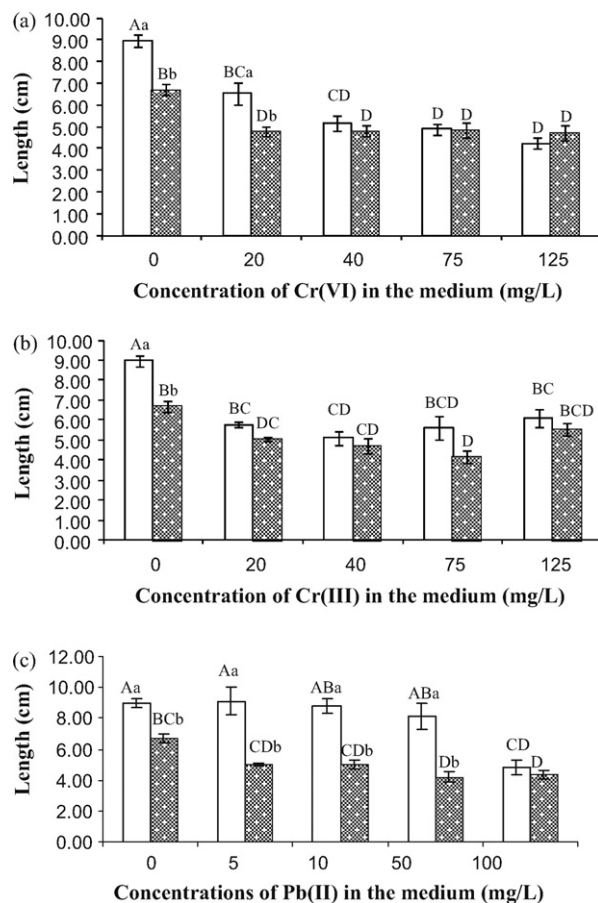 (a)
Length (cm)
10.00
9.00
8.00
7.00
6.00
5.00
4.00
3.00
2.00
1.00
0.00
Aa
Bb
BCa
Db
CD
D
D
D
D
D
0 20 40 75 125
Concentration of Cr(VI) in the medium (mg/L)
(b)
Length (cm)
10.00
9.00
8.00
7.00
6.00
5.00
4.00
3.00
2.00
1.00
0.00
Aa
Bb
BC
DC
CD
CD
BCD
D
BC
BCD
0 20 40 75 125
Concentration of Cr(III) in the medium (mg/L)
(c)
Length (cm)
12.00
10.00
8.00
6.00
4.00
2.00
0.00
Aa
BCb
Aa
CDb
ABa
CDb
ABa
Db
CD
D
0 5 10 50 100
Concentrations of Pb(II) in the medium (mg/L)